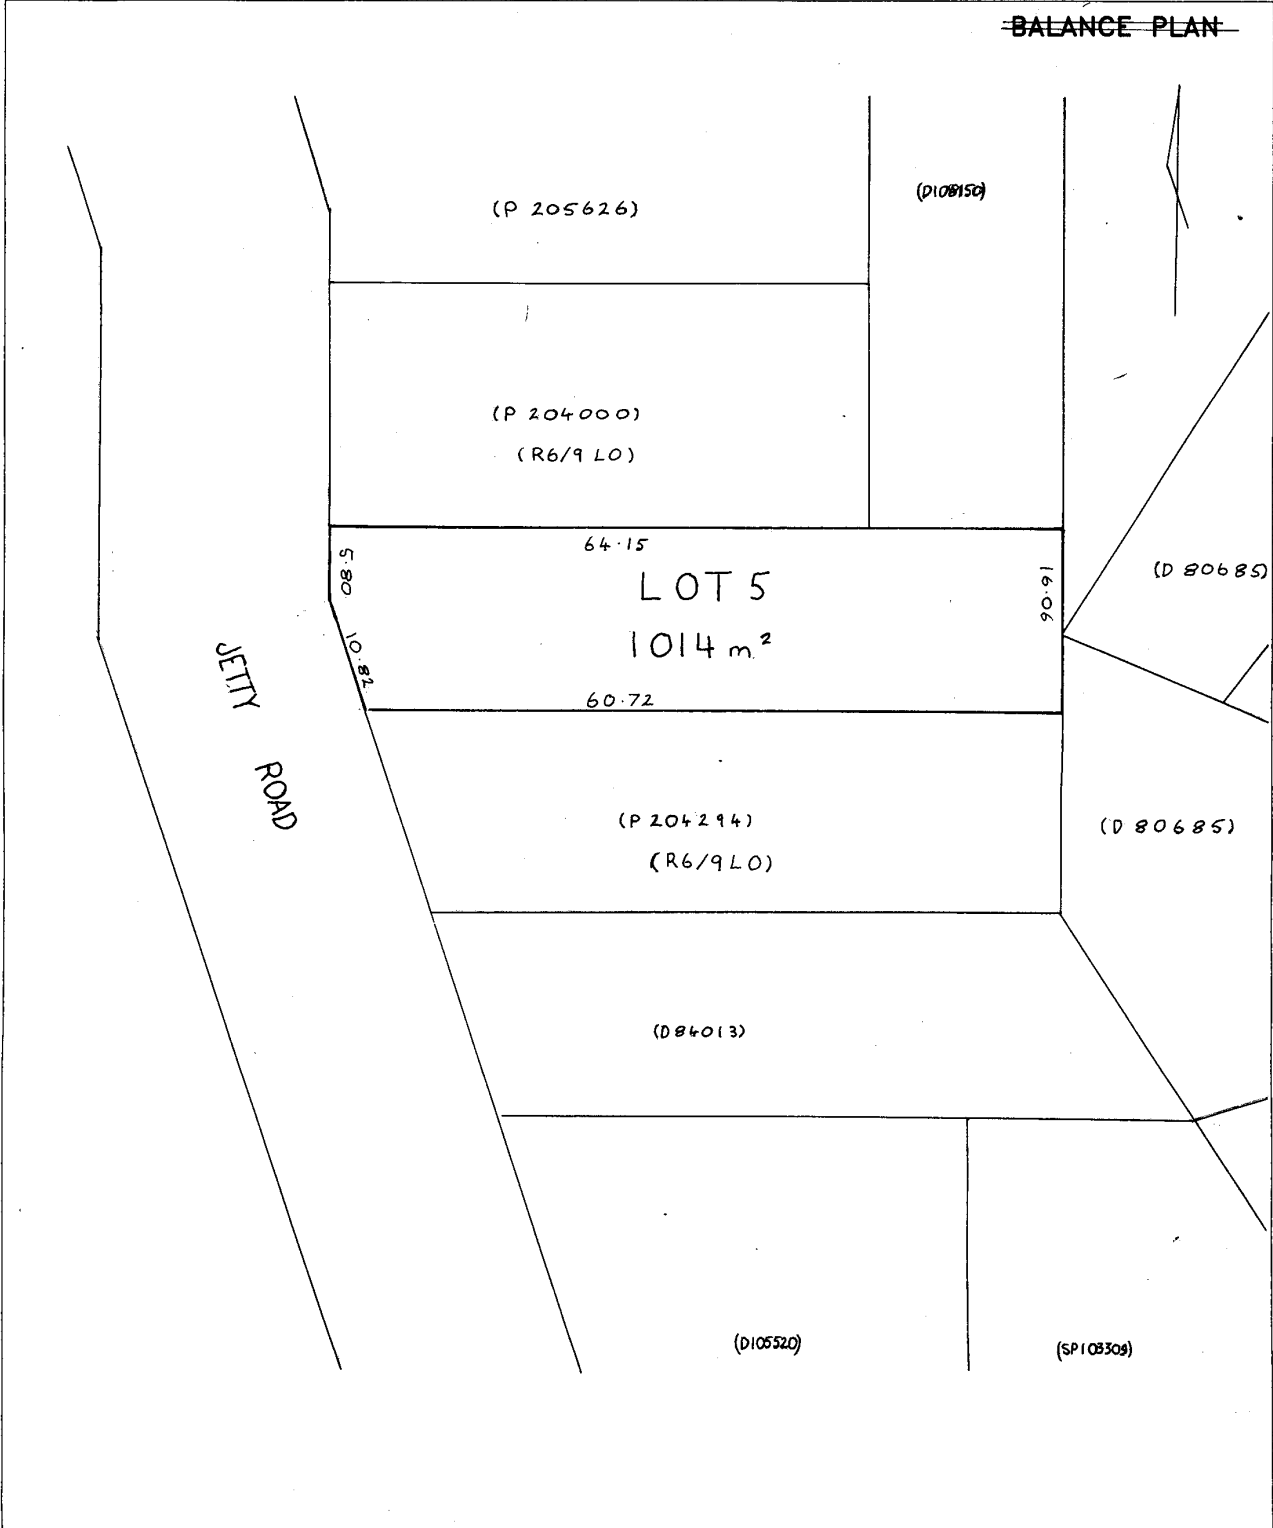 BALANCE PLAN
(D108150)
(P 205626)
(P 204000)
(R6/9 LO)
64·15
5·80
LOT 5
16·06
(D 80685)
1014 m²
10·82
60·72
JETTY ROAD
(P 204294)
(D 80685)
(R6/9 LO)
(D84013)
(D105520)
(SP103309)